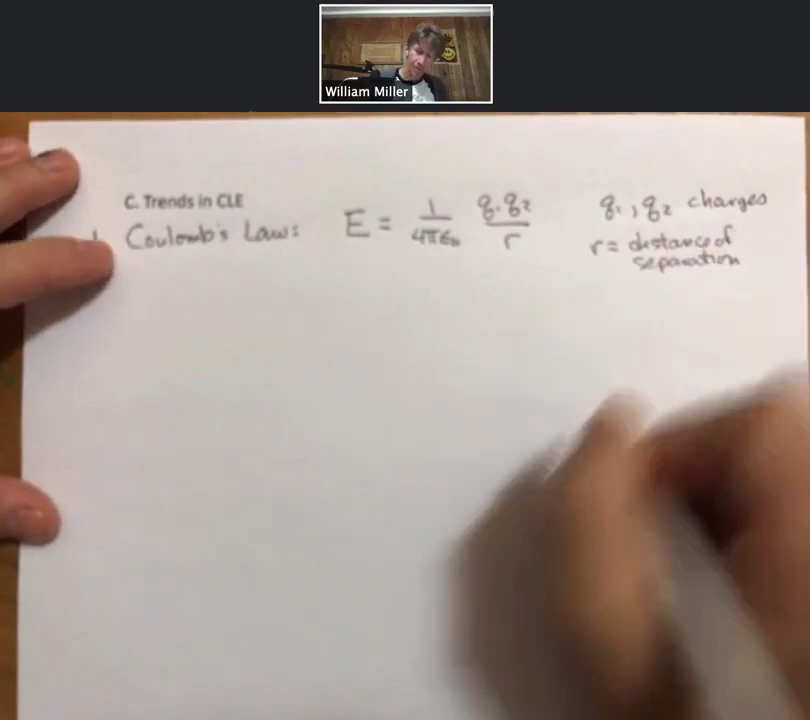 William Miller
C. Trends in CLE
Coulomb's Law: E = 1/4πε₀ q₁q₂/r q₁, q₂ charges
r = distance of
separation